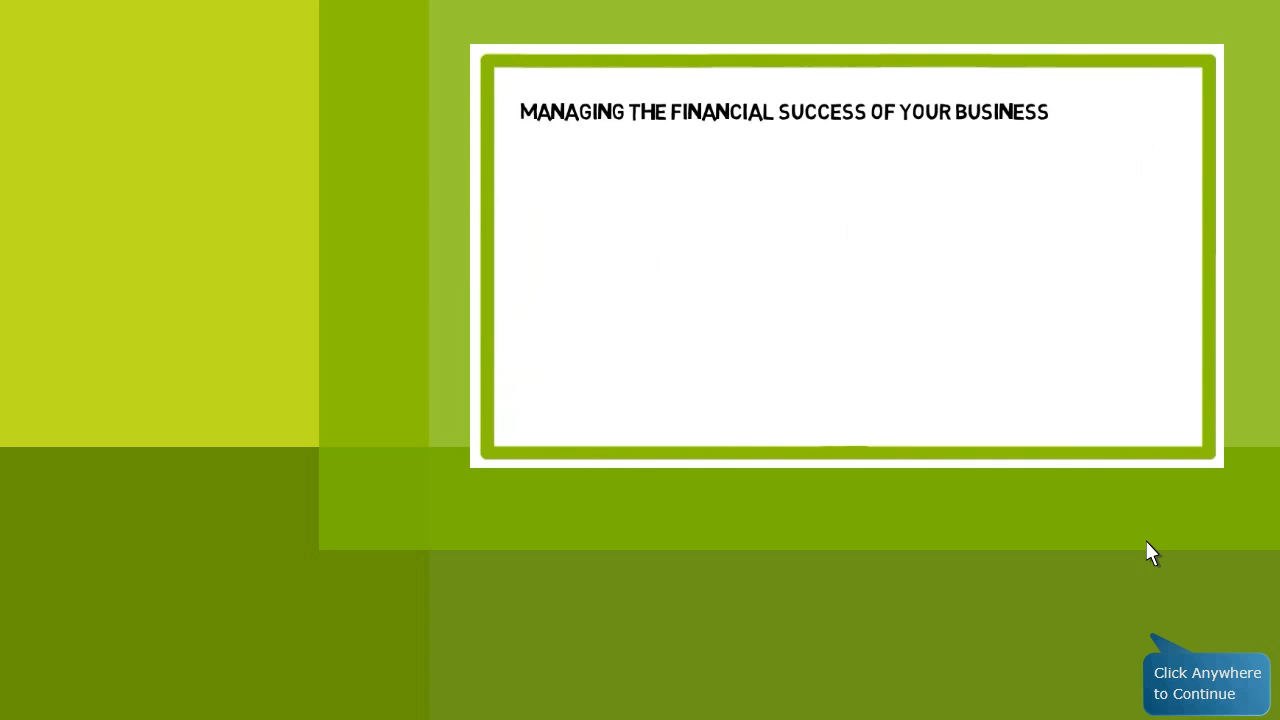 MANAGING THE FINANCIAL SUCCESS OF YOUR BUSINESS
Click Anywhere
to Continue